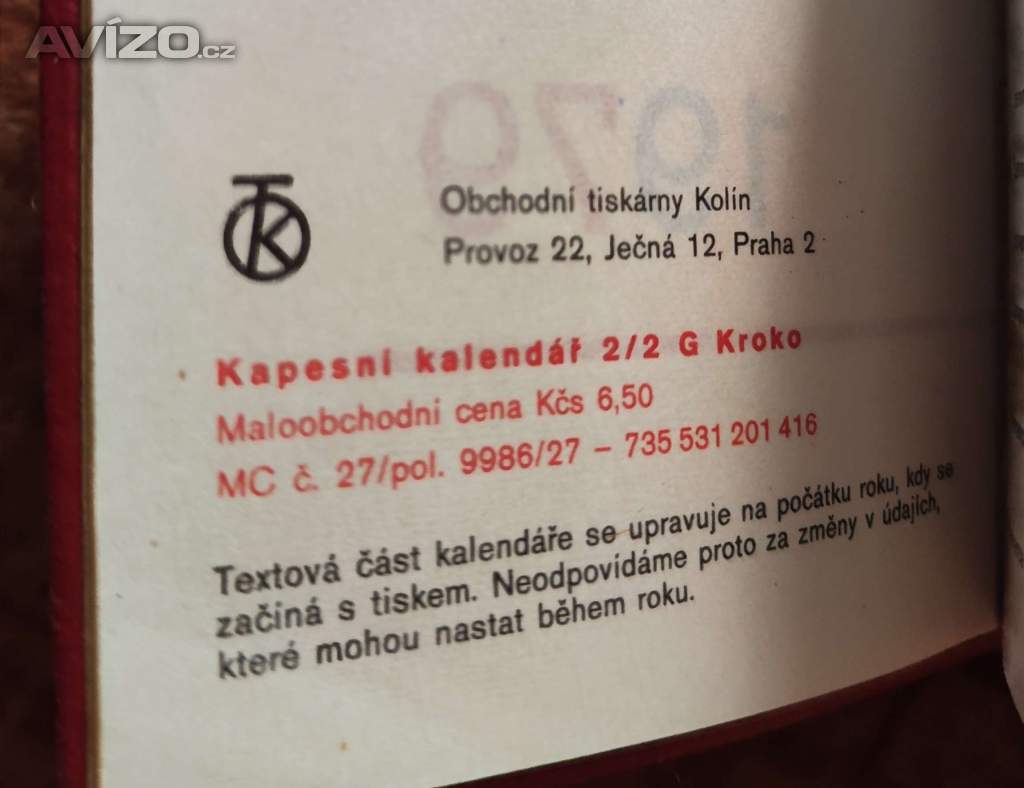 AVÍZO.cz
1979
Obchodní tiskárny Kolín
Provoz 22, Ječná 12, Praha 2
Kapesní kalendář 2/2 G Kroko
Maloobchodní cena Kčs 6,50
MC č. 27/pol. 9986/27 – 735 531 201 416
Textová část kalendáře se upravuje na počátku roku, kdy se
začíná s tiskem. Neodpovídáme proto za změny v údajích,
které mohou nastat během roku.